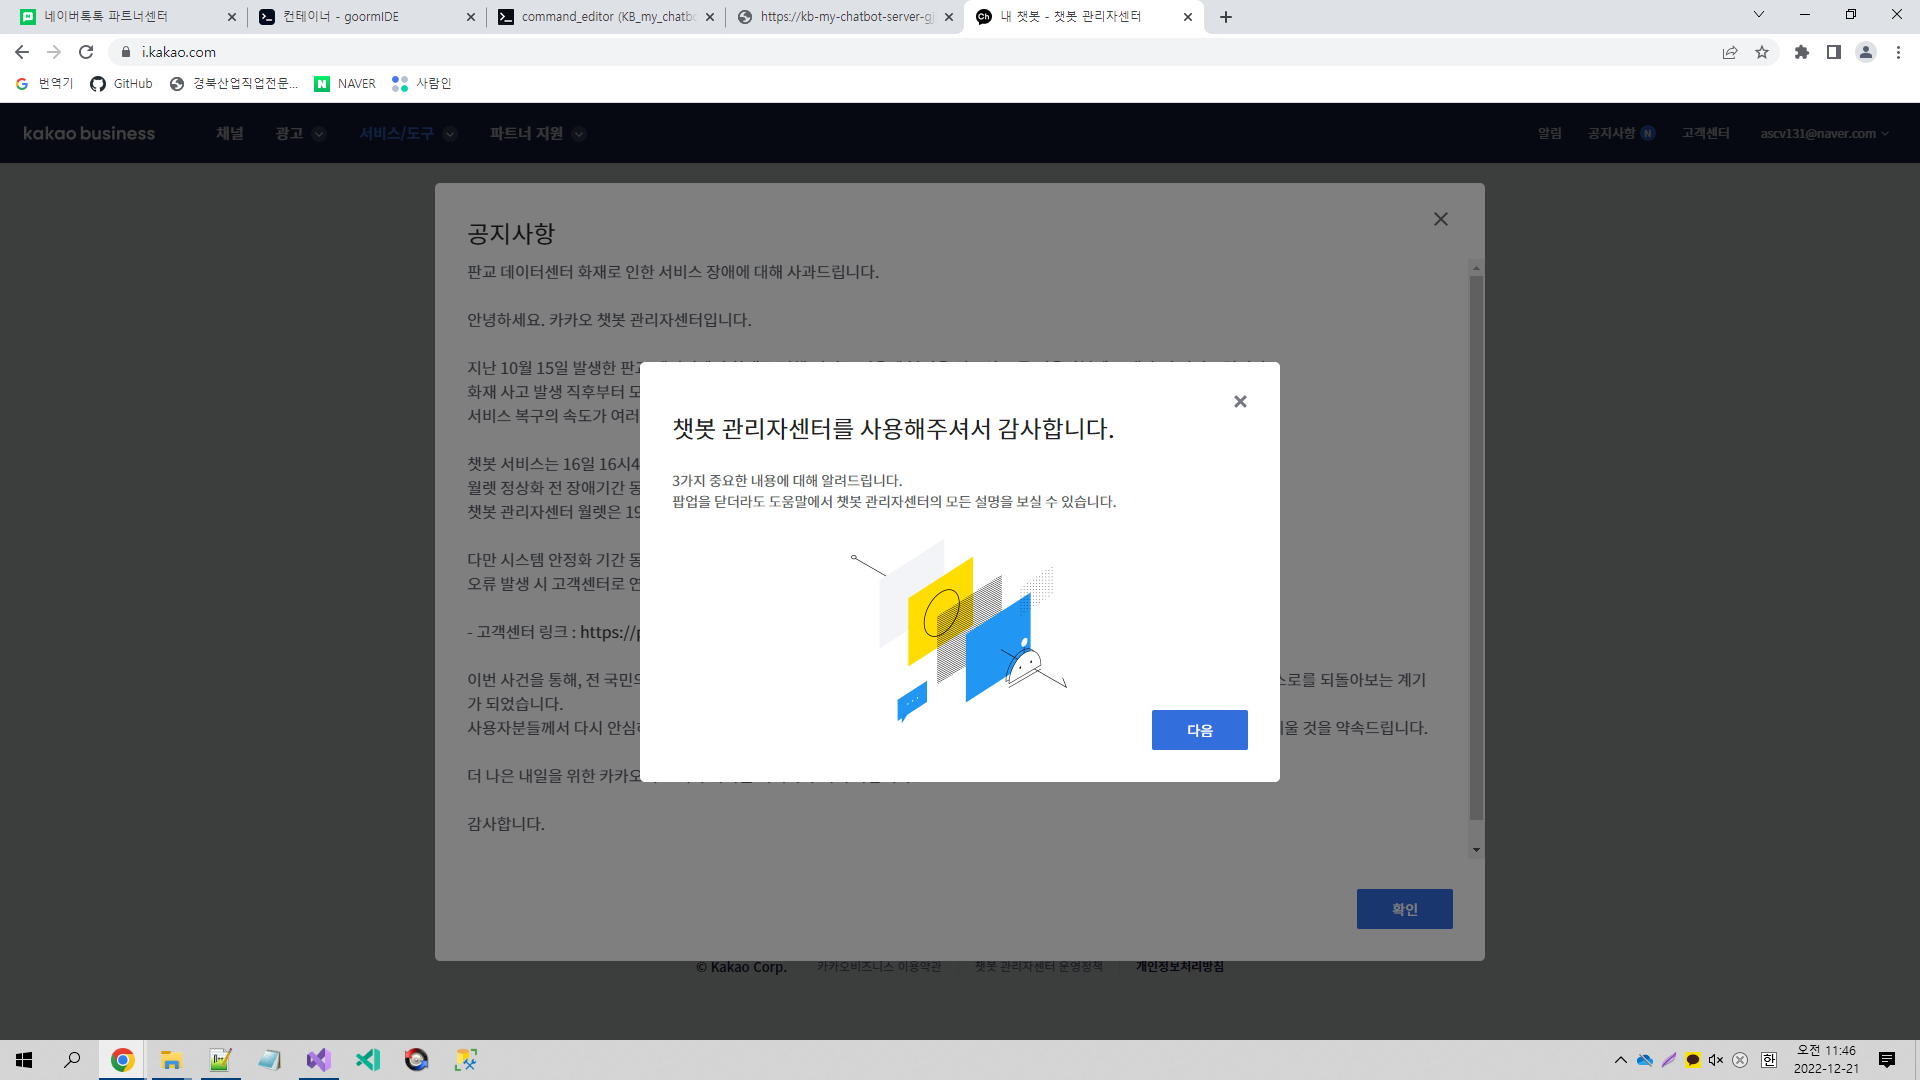 네이버톡톡 파트너센터
컨테이너 - goormIDE
command_editor (KB_my_chatbo
https://kb-my-chatbot-server-gj
내 챗봇 - 챗봇 관리자센터
i.kakao.com
번역기
GitHub
경북산업직업전문...
NAVER
사람인
kakao business
채널
광고
서비스/도구
파트너 지원
알림
공지사항 N
고객센터
ascv131@naver.com
공지사항
판교 데이터센터 화재로 인한 서비스 장애에 대해 사과드립니다.
안녕하세요. 카카오 챗봇 관리자센터입니다.
지난 10월 15일 발생한 판교
화재 사고 발생 직후부터 모
서비스 복구의 속도가 여러
챗봇 서비스는 16일 16시4
월렛 정상화 전 장애기간 동
챗봇 관리자센터 월렛은 19
다만 시스템 안정화 기간 동
오류 발생 시 고객센터로 연
- 고객센터 링크 : https://p
이번 사건을 통해, 전 국민의 스로를 되돌아보는 계기
가 되었습니다.
사용자분들께서 다시 안심하 울 것을 약속드립니다.
더 나은 내일을 위한 카카오
감사합니다.
확인
챗봇 관리자센터를 사용해주셔서 감사합니다.
3가지 중요한 내용에 대해 알려드립니다.
팝업을 닫더라도 도움말에서 챗봇 관리자센터의 모든 설명을 보실 수 있습니다.
다음
© Kakao Corp.
카카오비즈니스 이용약관
챗봇 관리자센터 운영정책
개인정보처리방침
한
오전 11:46
2022-12-21